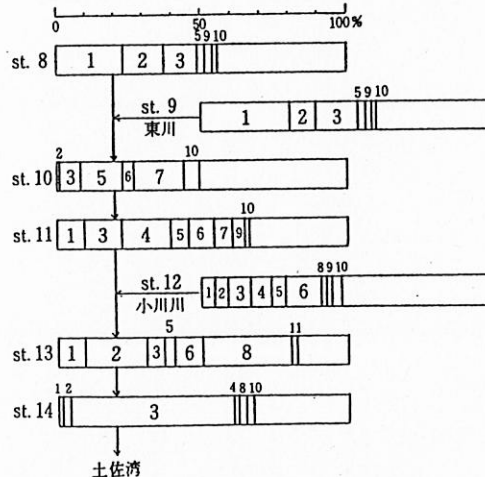 0 50 100%
5 9 10
st. 8 1 2 3
5 9 10
st. 9 1 2 3
東川
2 10
st. 10 3 5 6 7
10
st. 11 1 3 4 5 6 7 9
8 9 10
st. 12 1 2 3 4 5 6
小川川
5 11
st. 13 1 2 3 6 8
1 2 4 8 10
st. 14 3
土佐湾